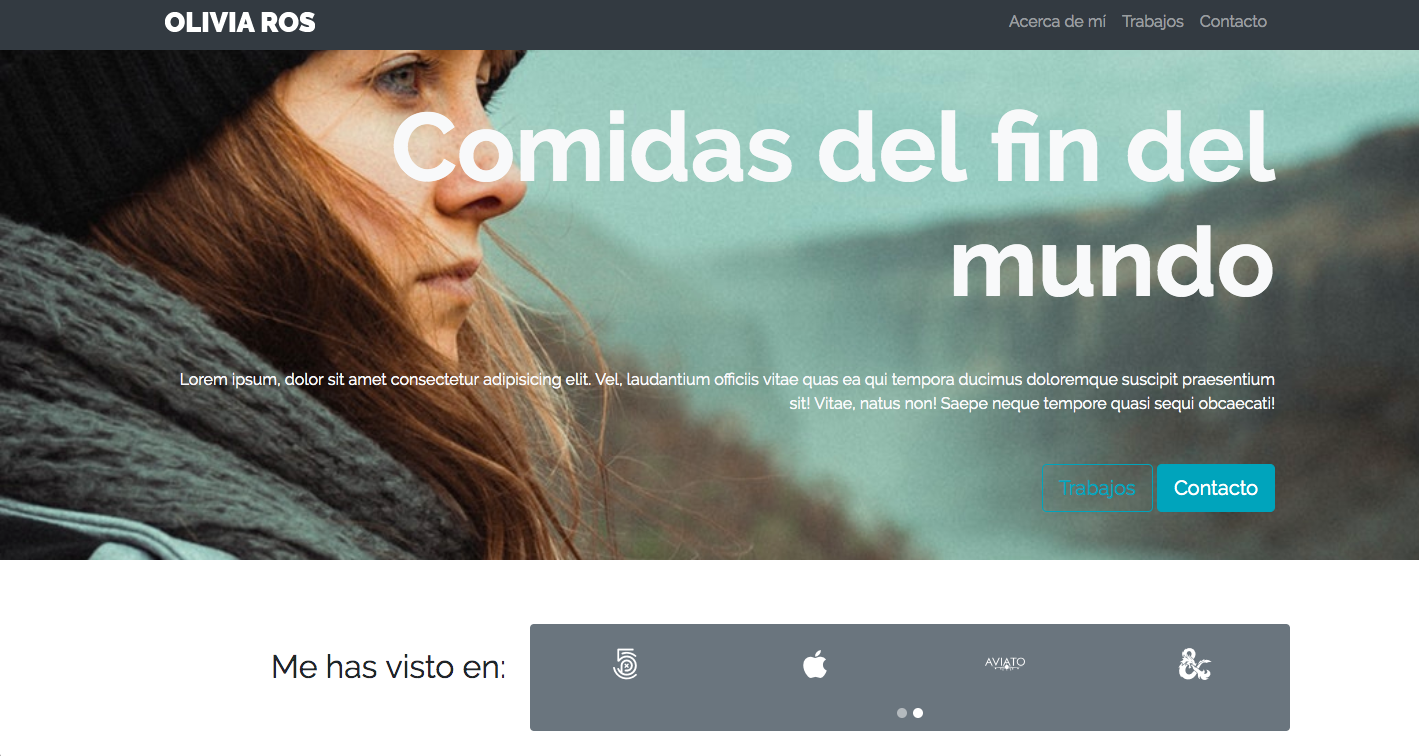 OLIVIA ROS
Acerca de mí Trabajos Contacto
Comidas del fin del
mundo
Lorem ipsum, dolor sit amet consectetur adipisicing elit. Vel, laudantium officiis vitae quas ea qui tempora ducimus doloremque suscipit praesentium
sit! Vitae, natus non! Saepe neque tempore quasi sequi obcaecati!
Trabajos Contacto
Me has visto en:
AVIATO